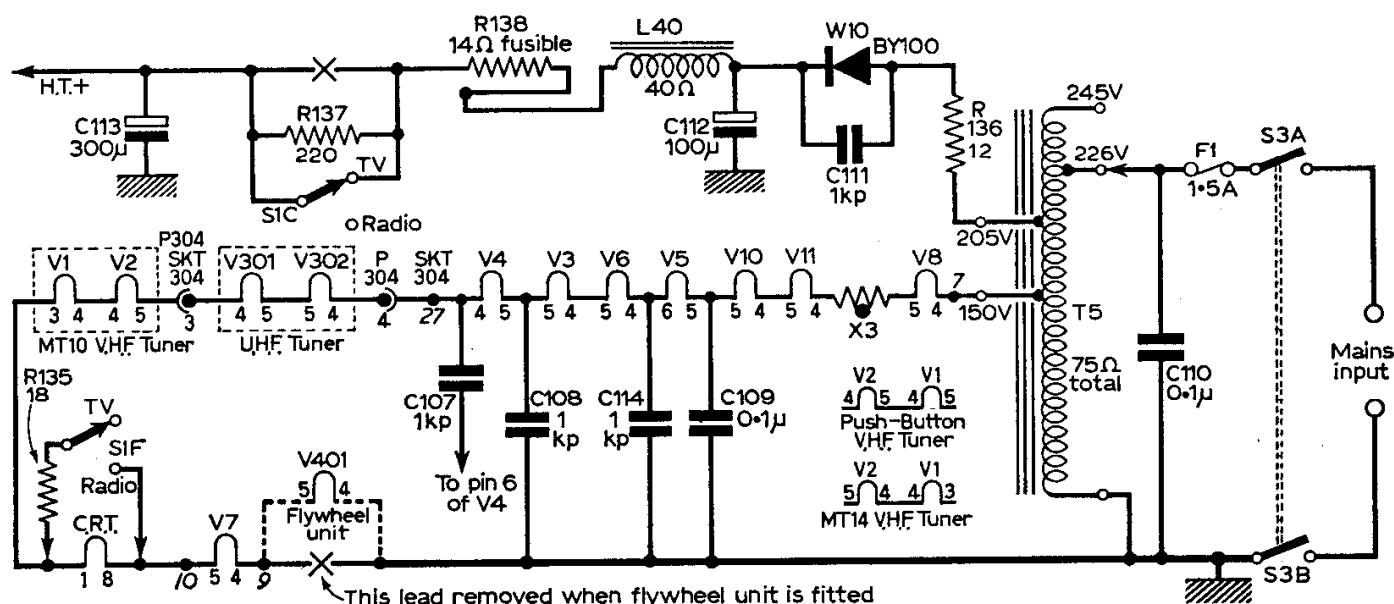 R138
14Ω fusible
L40
40Ω
W10
BY100
H.T.+
C113
300μ
R137
220
TV
S1C
Radio
C112
100μ
C111
1kp
R
136
12
245V
226V
205V
150V
F1
1·5A
S3A
T5
75Ω
total
C110
0·1μ
Mains
input
S3B
P304
SKT
304
3
V1
3 4
V2
4 5
MT10 V.H.F. Tuner
V301
4 5
V302
5 4
U.H.F. Tuner
P
304
4
SKT
304
27
V4
4 5
V3
5 4
V6
5 4
V5
6 5
V10
5 4
V11
5 4
X3
V8
5 4
7
C107
1kp
To pin 6
of V4
C108
1
kp
C114
1
kp
C109
0·1μ
V2 V1
4 5 4 5
Push-Button
V.H.F. Tuner
V2 V1
5 4 4 3
MT14 V.H.F. Tuner
R135
18
TV
S1F
Radio
C.R.T.
1 8
10
V7
5 4
9
V401
5 4
Flywheel
unit
This lead removed when flywheel unit is fitted